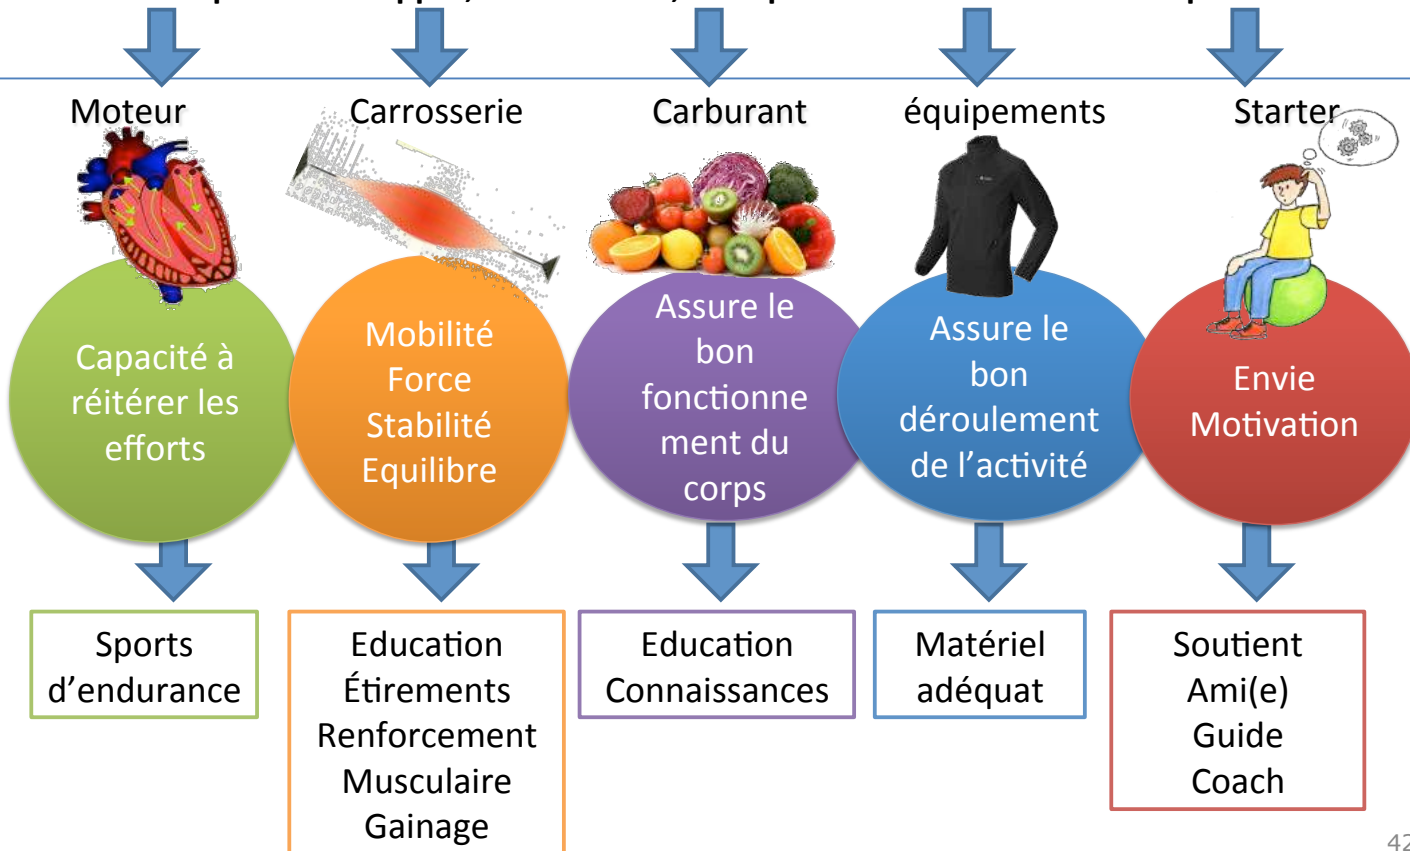 Moteur
Carrosserie
Carburant
équipements
Starter
Capacité à
réitérer les
efforts
Mobilité
Force
Stabilité
Equilibre
Assure le
bon
fonctionne
ment du
corps
Assure le
bon
déroulement
de l’activité
Envie
Motivation
Sports
d’endurance
Education
Étirements
Renforcement
Musculaire
Gainage
Education
Connaissances
Matériel
adéquat
Soutient
Ami(e)
Guide
Coach
42